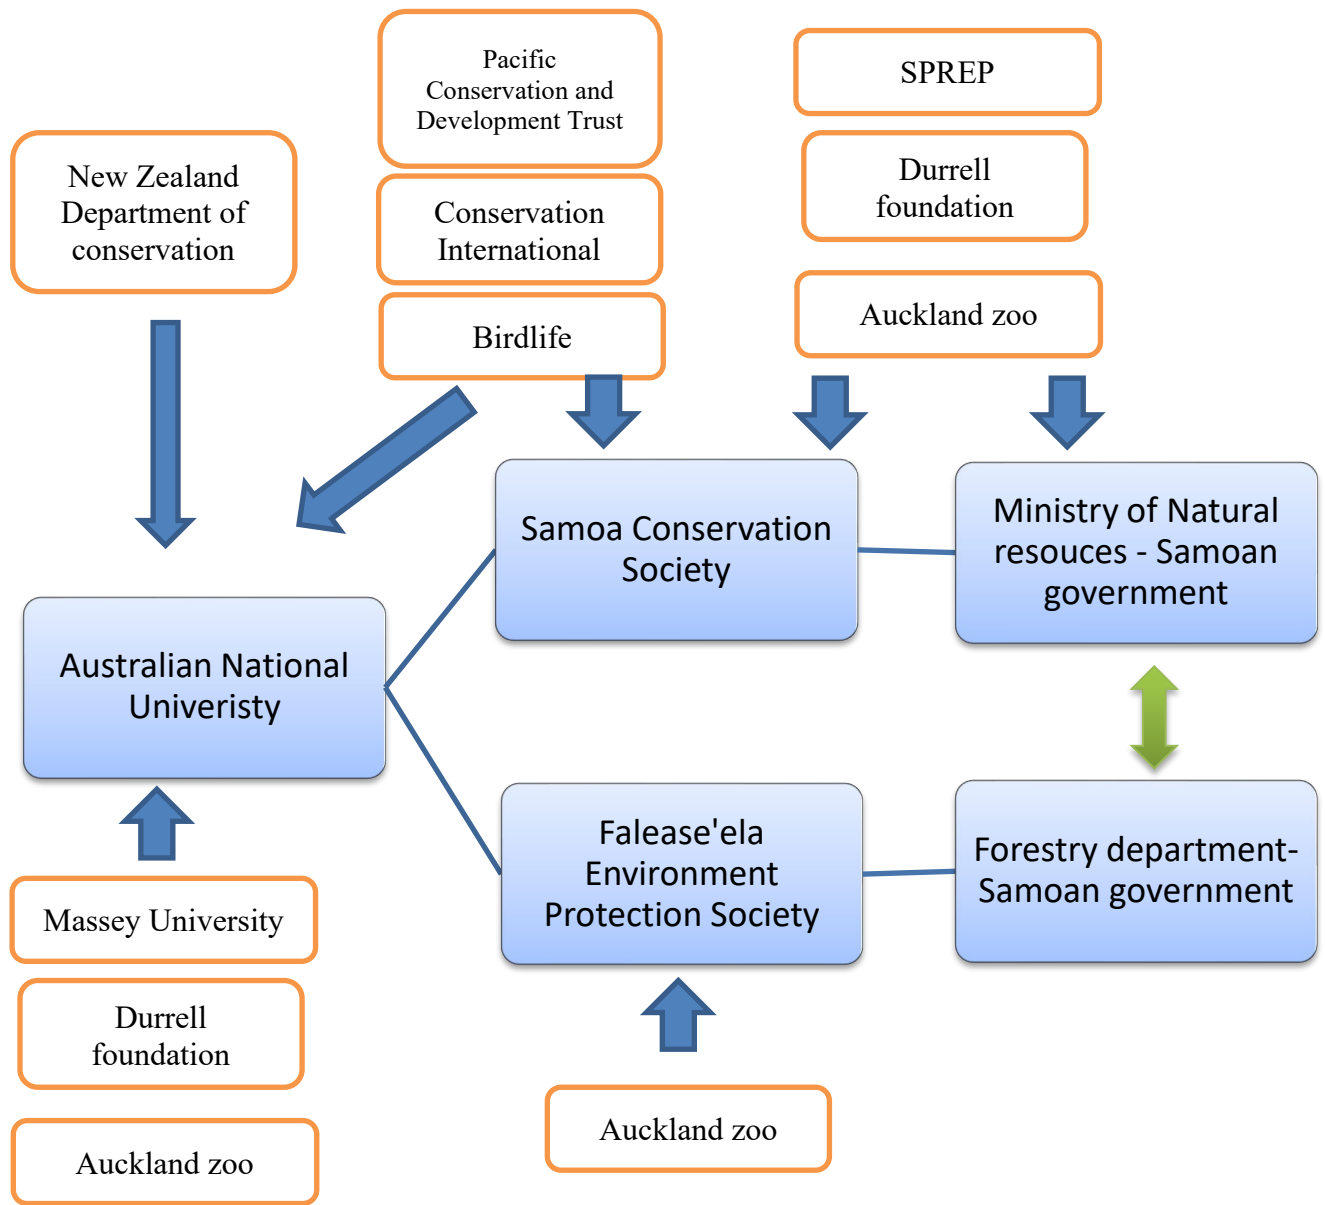 Pacific
Conservation and
Development Trust
SPREP
New Zealand
Department of
conservation
Conservation
International
Durrell
foundation
Birdlife
Auckland zoo
Samoa Conservation
Society
Ministry of Natural
resouces - Samoan
government
Australian National
Univeristy
Falease'ela
Environment
Protection Society
Forestry department-
Samoan government
Massey University
Durrell
foundation
Auckland zoo
Auckland zoo